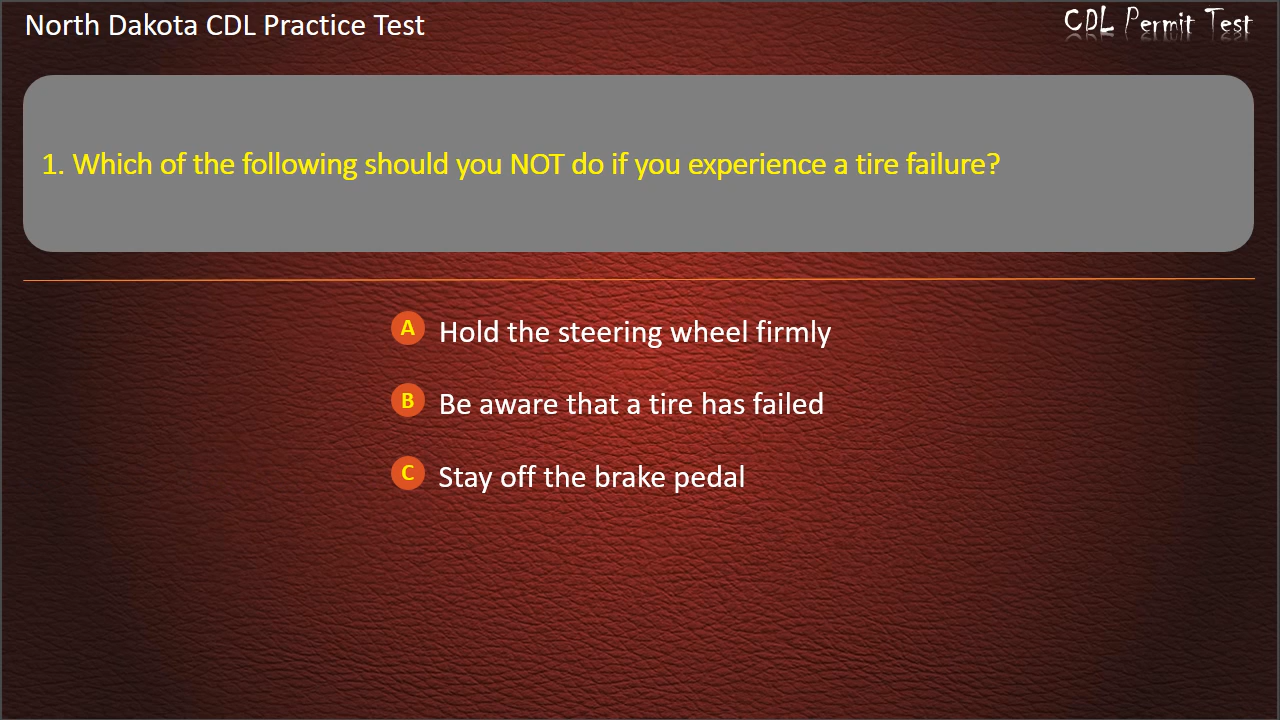 North Dakota CDL Practice Test
CDL Permit Test
1. Which of the following should you NOT do if you experience a tire failure?
A Hold the steering wheel firmly
B Be aware that a tire has failed
C Stay off the brake pedal